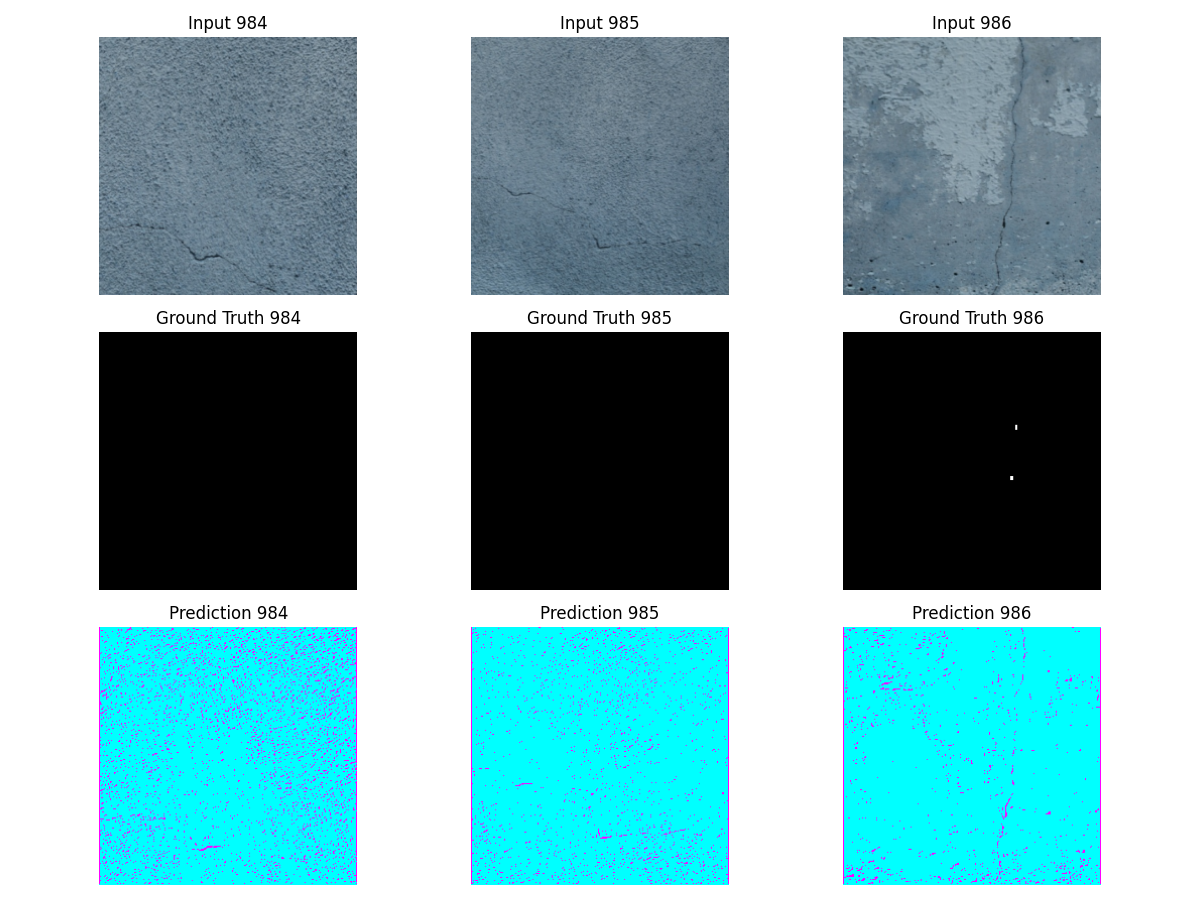 Input 984
Input 985
Input 986
Ground Truth 984
Ground Truth 985
Ground Truth 986
Prediction 984
Prediction 985
Prediction 986